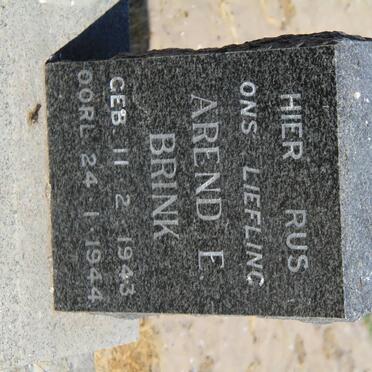 HIER RUS
ONS LIEFLING
AREND E.
BRINK
GEB 11·2·1943
OORL 24·1·1944